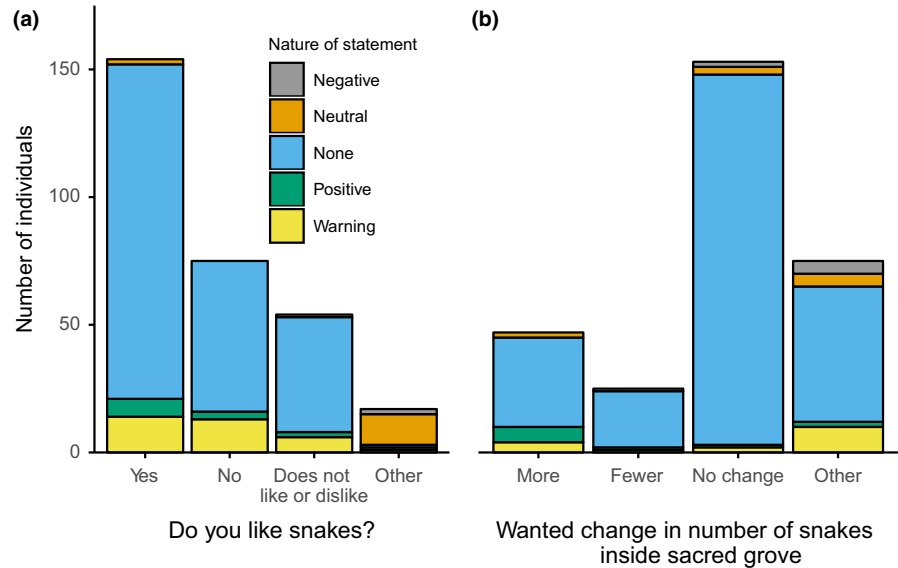 (a)
(b)
Nature of statement
Negative
Neutral
None
Positive
Warning
Number of individuals
150
100
50
0
Yes
No
Does not
like or dislike
Other
More
Fewer
No change
Other
Do you like snakes?
Wanted change in number of snakes
inside sacred grove